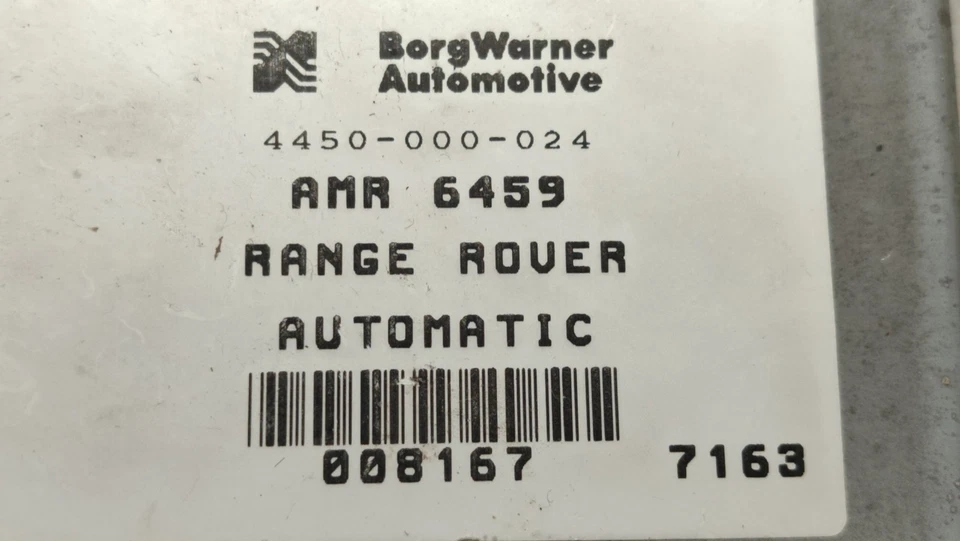 BorgWarner
Automotive
4450-000-024
AMR 6459
RANGE ROVER
AUTOMATIC
008167 7163